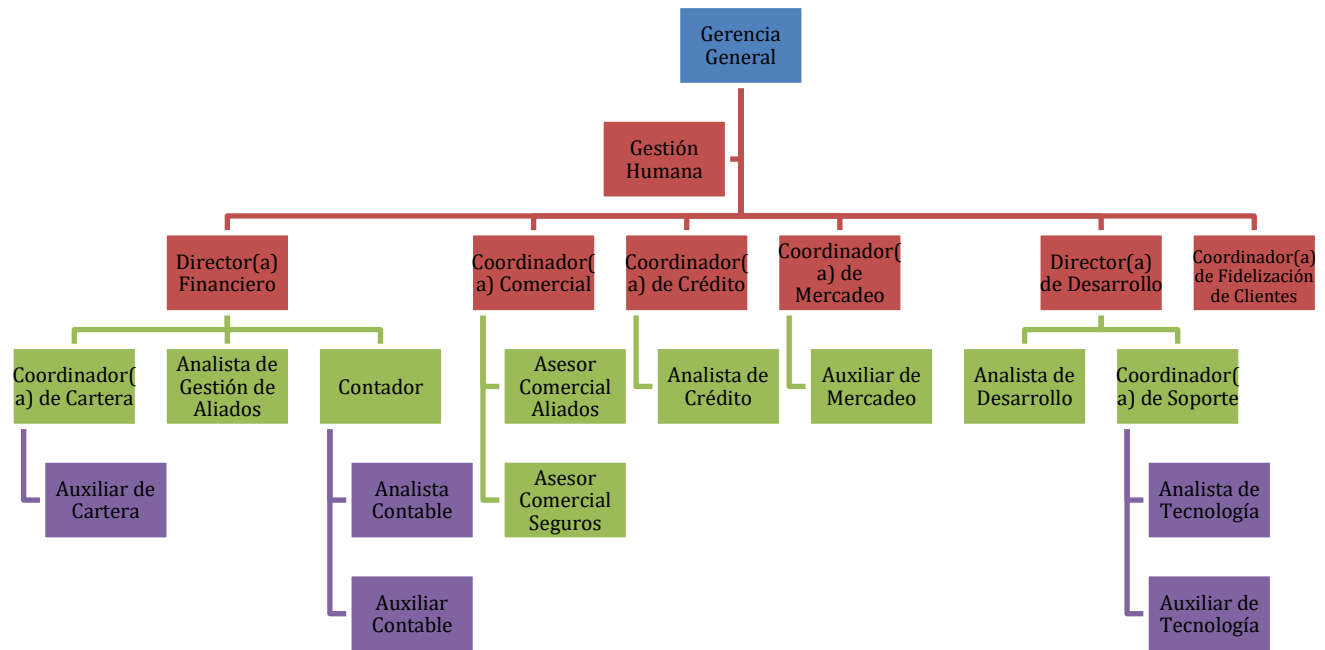 Gerencia
General
Gestión
Humana
Director(a)
Financiero
Coordinador(
a) Comercial
Coordinador(
a) de Crédito
Coordinador(
a) de
Mercadeo
Director(a)
de Desarrollo
Coordinador(a)
de Fidelización
de Clientes
Coordinador(
a) de Cartera
Analista de
Gestión de
Aliados
Contador
Asesor
Comercial
Aliados
Analista de
Crédito
Auxiliar de
Mercadeo
Analista de
Desarrollo
Coordinador(
a) de Soporte
Auxiliar de
Cartera
Analista
Contable
Asesor
Comercial
Seguros
Analista de
Tecnología
Auxiliar
Contable
Auxiliar de
Tecnología